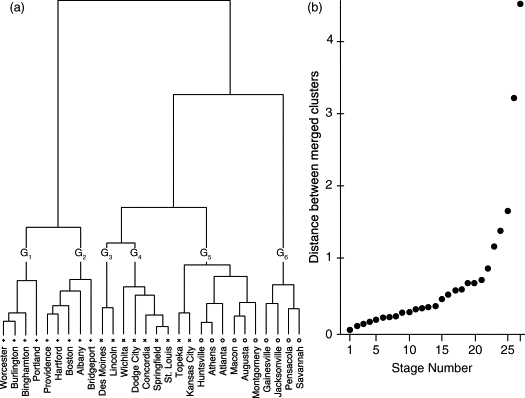 (a)
G1
G2
G3
G4
G5
G6
Worcester
Burlington
Binghamton
Portland
Providence
Hartford
Boston
Albany
Bridgeport
Des Moines
Lincoln
Wichita
Dodge City
Concordia
Springfield
St. Louis
Topeka
Kansas City
Huntsville
Athens
Atlanta
Macon
Augusta
Montgomery
Gainesville
Jacksonville
Pensacola
Savannah
(b)
Distance between merged clusters
4
3
2
1
0
1
5
10
15
20
25
Stage Number